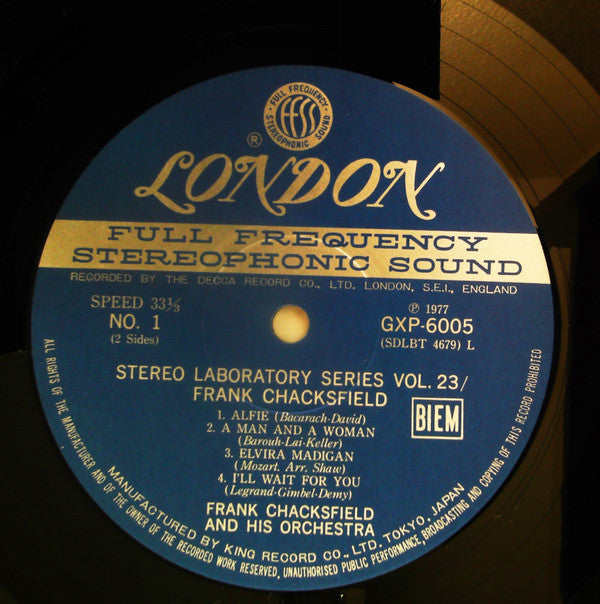 FULL FREQUENCY
ffss
STEREOPHONIC SOUND
®
LONDON
FULL FREQUENCY
STEREOPHONIC SOUND
RECORDED BY THE DECCA RECORD CO., LTD. LONDON, S.E.I., ENGLAND
SPEED 33⅓
NO. 1
(2 Sides)
℗ 1977
GXP-6005
(SDLBT 4679) L
STEREO LABORATORY SERIES VOL. 23/
FRANK CHACKSFIELD
BIEM
1. ALFIE (Bacarach-David)
2. A MAN AND A WOMAN
(Barouh-Lai-Keller)
3. ELVIRA MADIGAN
(Mozart, Arr. Shaw)
4. I'LL WAIT FOR YOU
(Legrand-Gimbel-Demy)
FRANK CHACKSFIELD
AND HIS ORCHESTRA
MANUFACTURED BY KING RECORD CO., LTD. TOKYO, JAPAN
ALL RIGHTS OF THE MANUFACTURER AND OF THE OWNER OF THE RECORDED WORK RESERVED, UNAUTHORISED PUBLIC PERFORMANCE, BROADCASTING AND COPYING OF THIS RECORD PROHIBITED